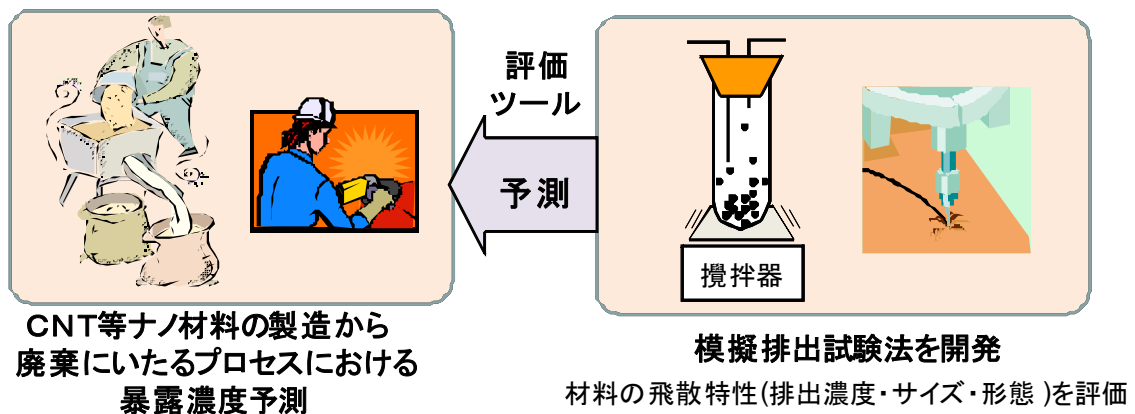 評価
ツール
予測
攪拌器
ＣＮＴ等ナノ材料の製造から
廃棄にいたるプロセスにおける
暴露濃度予測
模擬排出試験法を開発
材料の飛散特性(排出濃度・サイズ・形態 )を評価